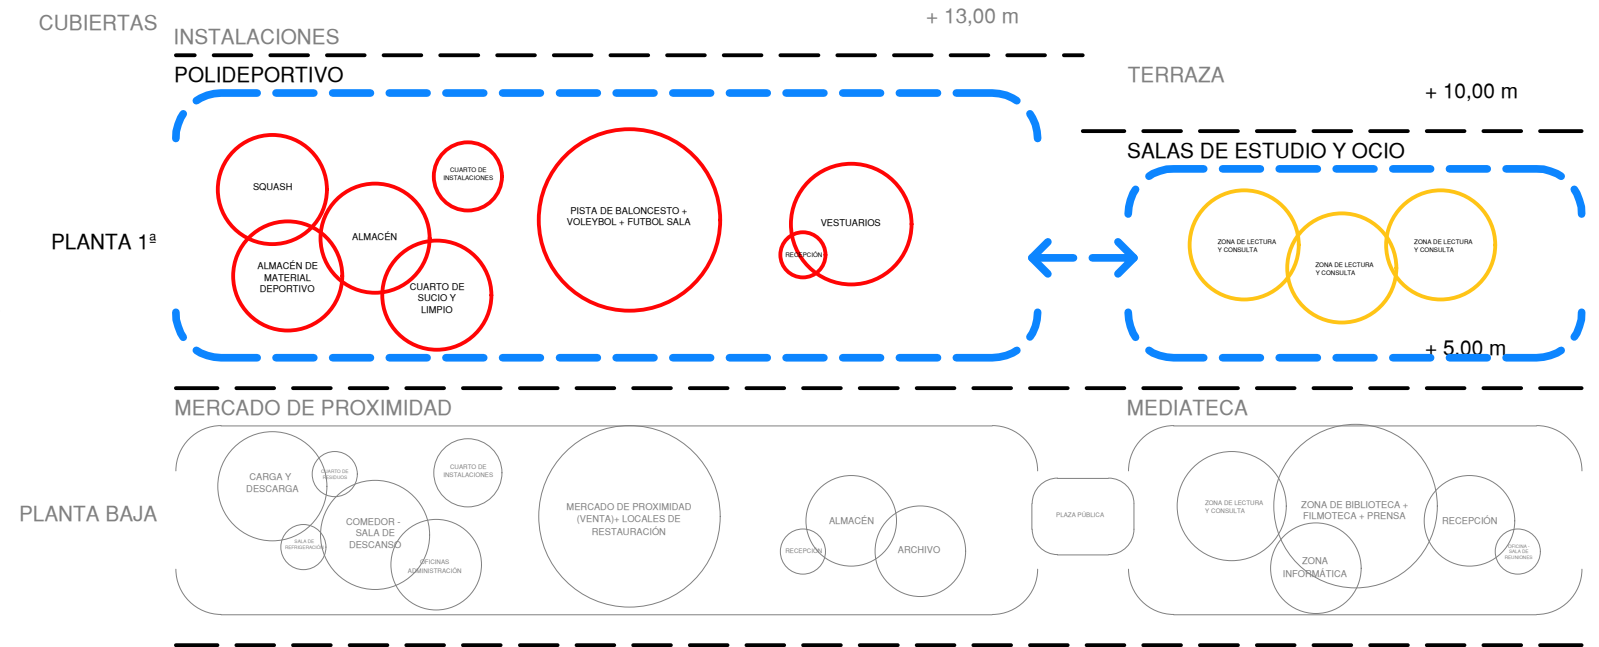 CUBIERTAS
INSTALACIONES
+ 13,00 m
POLIDEPORTIVO
TERRAZA
+ 10,00 m
SALAS DE ESTUDIO Y OCIO
PLANTA 1ª
SQUASH
ALMACÉN DE
MATERIAL
DEPORTIVO
ALMACÉN
CUARTO DE
INSTALACIONES
CUARTO DE
SUCIO Y
LIMPIO
PISTA DE BALONCESTO +
VOLEYBOL + FUTBOL SALA
VESTUARIOS
RECEPCIÓN
ZONA DE LECTURA
Y CONSULTA
ZONA DE LECTURA
Y CONSULTA
ZONA DE LECTURA
Y CONSULTA
+ 5,00 m
MERCADO DE PROXIMIDAD
MEDIATECA
PLANTA BAJA
CARGA Y
DESCARGA
CUARTO DE
RESIDUOS
SALA DE
REFRIGERACIÓN
COMEDOR -
SALA DE
DESCANSO
CUARTO DE
INSTALACIONES
OFICINAS
ADMINISTRACIÓN
MERCADO DE PROXIMIDAD
(VENTA)+ LOCALES DE
RESTAURACIÓN
RECEPCIÓN
ALMACÉN
ARCHIVO
PLAZA PÚBLICA
ZONA DE LECTURA
Y CONSULTA
ZONA DE BIBLIOTECA +
FILMOTECA + PRENSA
ZONA
INFORMÁTICA
RECEPCIÓN
OFICINA -
SALA DE
REUNIONES